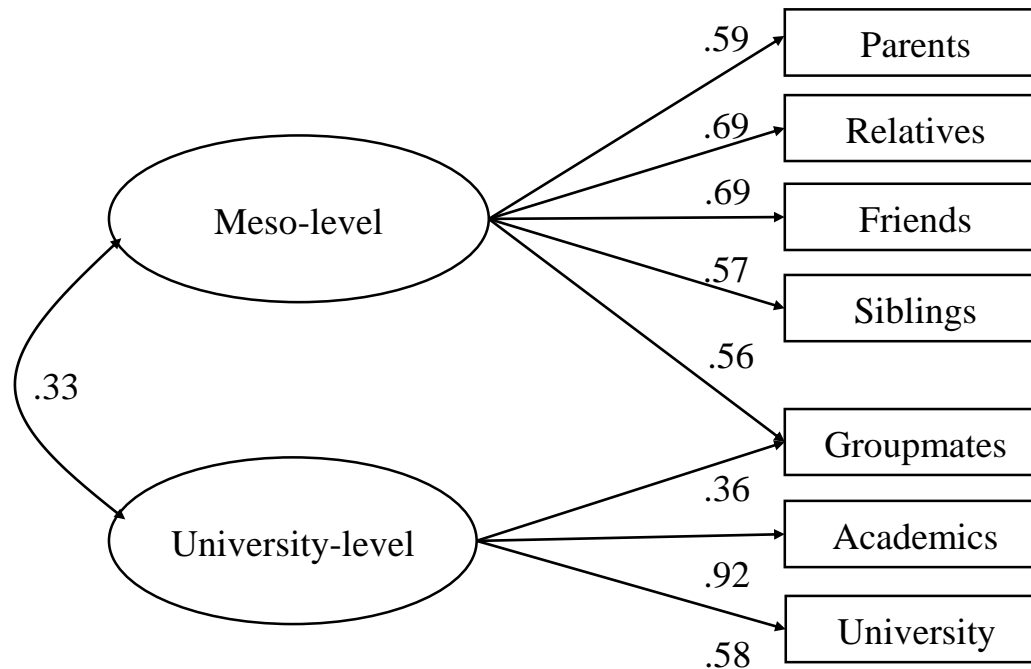 Parents
.59
Relatives
.69
Friends
.69
Meso-level
Siblings
.57
.56
.33
Groupmates
.36
University-level
Academics
.92
University
.58